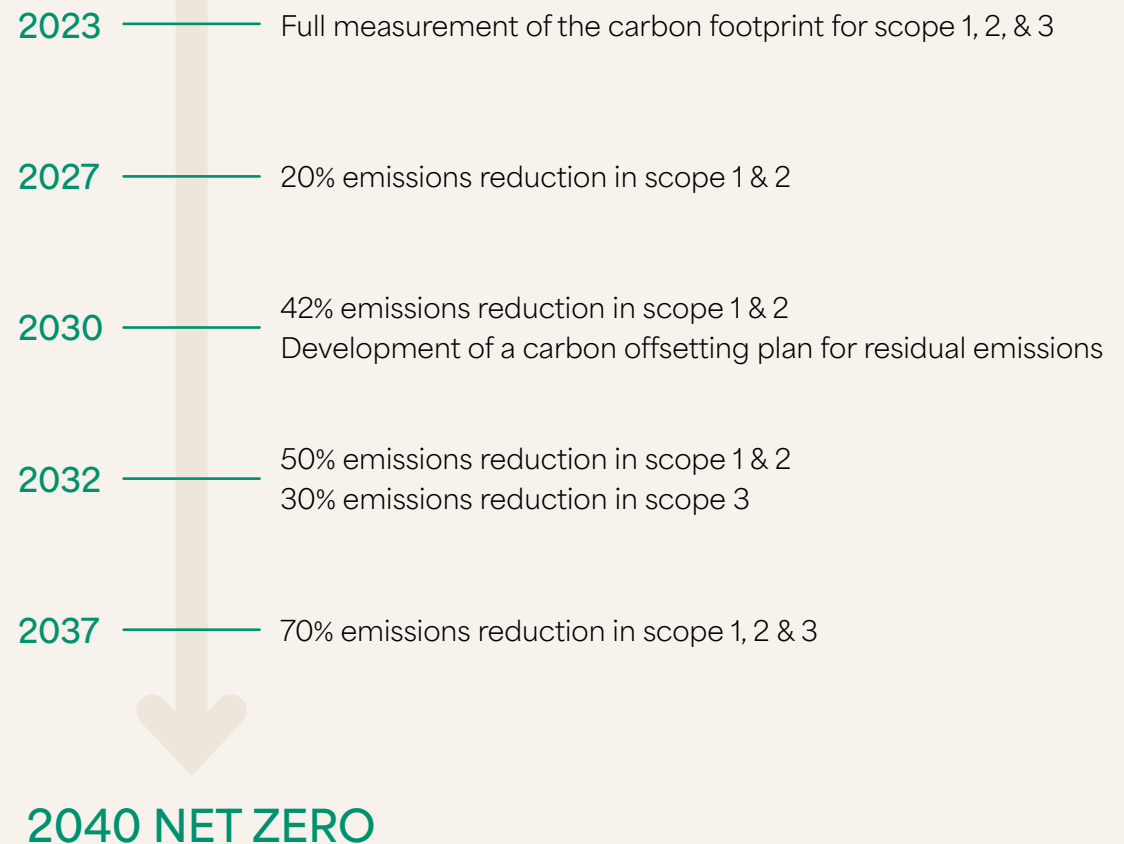 2023 Full measurement of the carbon footprint for scope 1, 2, & 3
2027 20% emissions reduction in scope 1 & 2
2030 42% emissions reduction in scope 1 & 2
Development of a carbon offsetting plan for residual emissions
2032 50% emissions reduction in scope 1 & 2
30% emissions reduction in scope 3
2037 70% emissions reduction in scope 1, 2 & 3
2040 NET ZERO